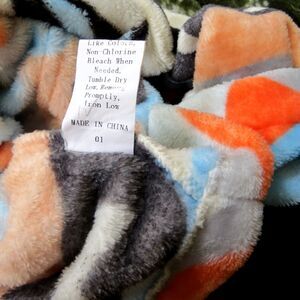 Like Colors,
Non-Chlorine
Bleach When
Needed,
Tumble Dry
Low, Remove
Promptly,
Iron Low
MADE IN CHINA
01